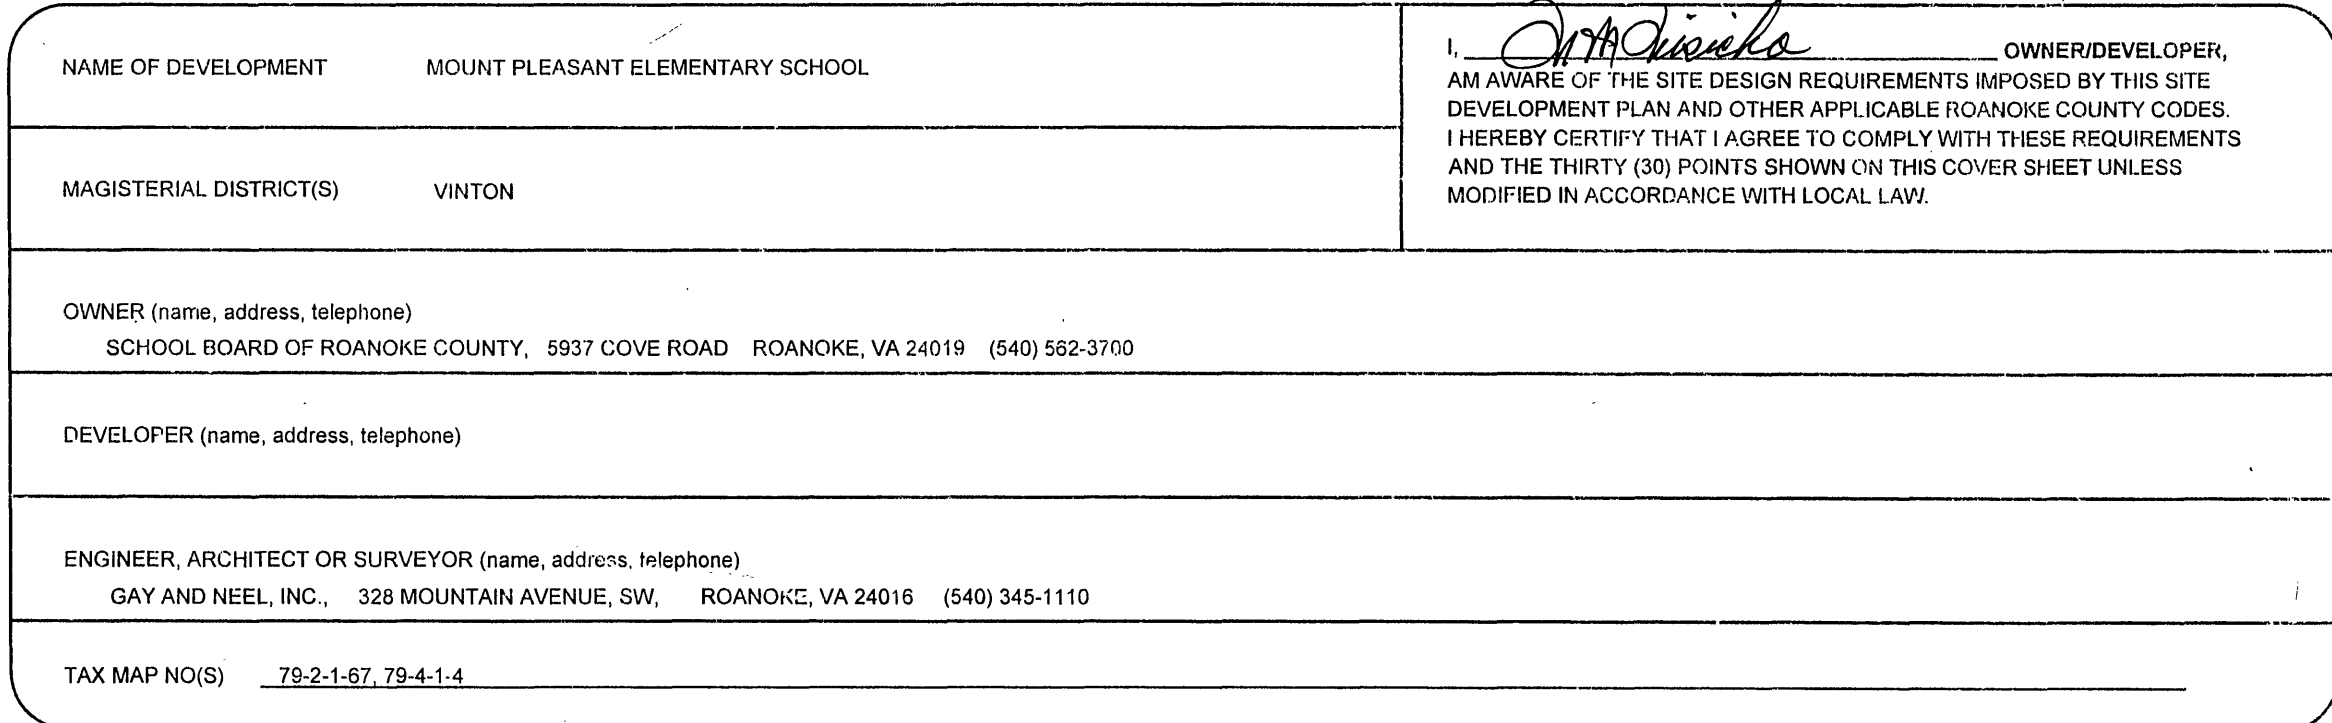 NAME OF DEVELOPMENT MOUNT PLEASANT ELEMENTARY SCHOOL
I, OWNER/DEVELOPER,
AM AWARE OF THE SITE DESIGN REQUIREMENTS IMPOSED BY THIS SITE
DEVELOPMENT PLAN AND OTHER APPLICABLE ROANOKE COUNTY CODES.
I HEREBY CERTIFY THAT I AGREE TO COMPLY WITH THESE REQUIREMENTS
AND THE THIRTY (30) POINTS SHOWN ON THIS COVER SHEET UNLESS
MODIFIED IN ACCORDANCE WITH LOCAL LAW.
MAGISTERIAL DISTRICT(S) VINTON
OWNER (name, address, telephone)
SCHOOL BOARD OF ROANOKE COUNTY, 5937 COVE ROAD ROANOKE, VA 24019 (540) 562-3700
DEVELOPER (name, address, telephone)
ENGINEER, ARCHITECT OR SURVEYOR (name, address, telephone)
GAY AND NEEL, INC., 328 MOUNTAIN AVENUE, SW, ROANOKE, VA 24016 (540) 345-1110
TAX MAP NO(S) 79-2-1-67, 79-4-1-4